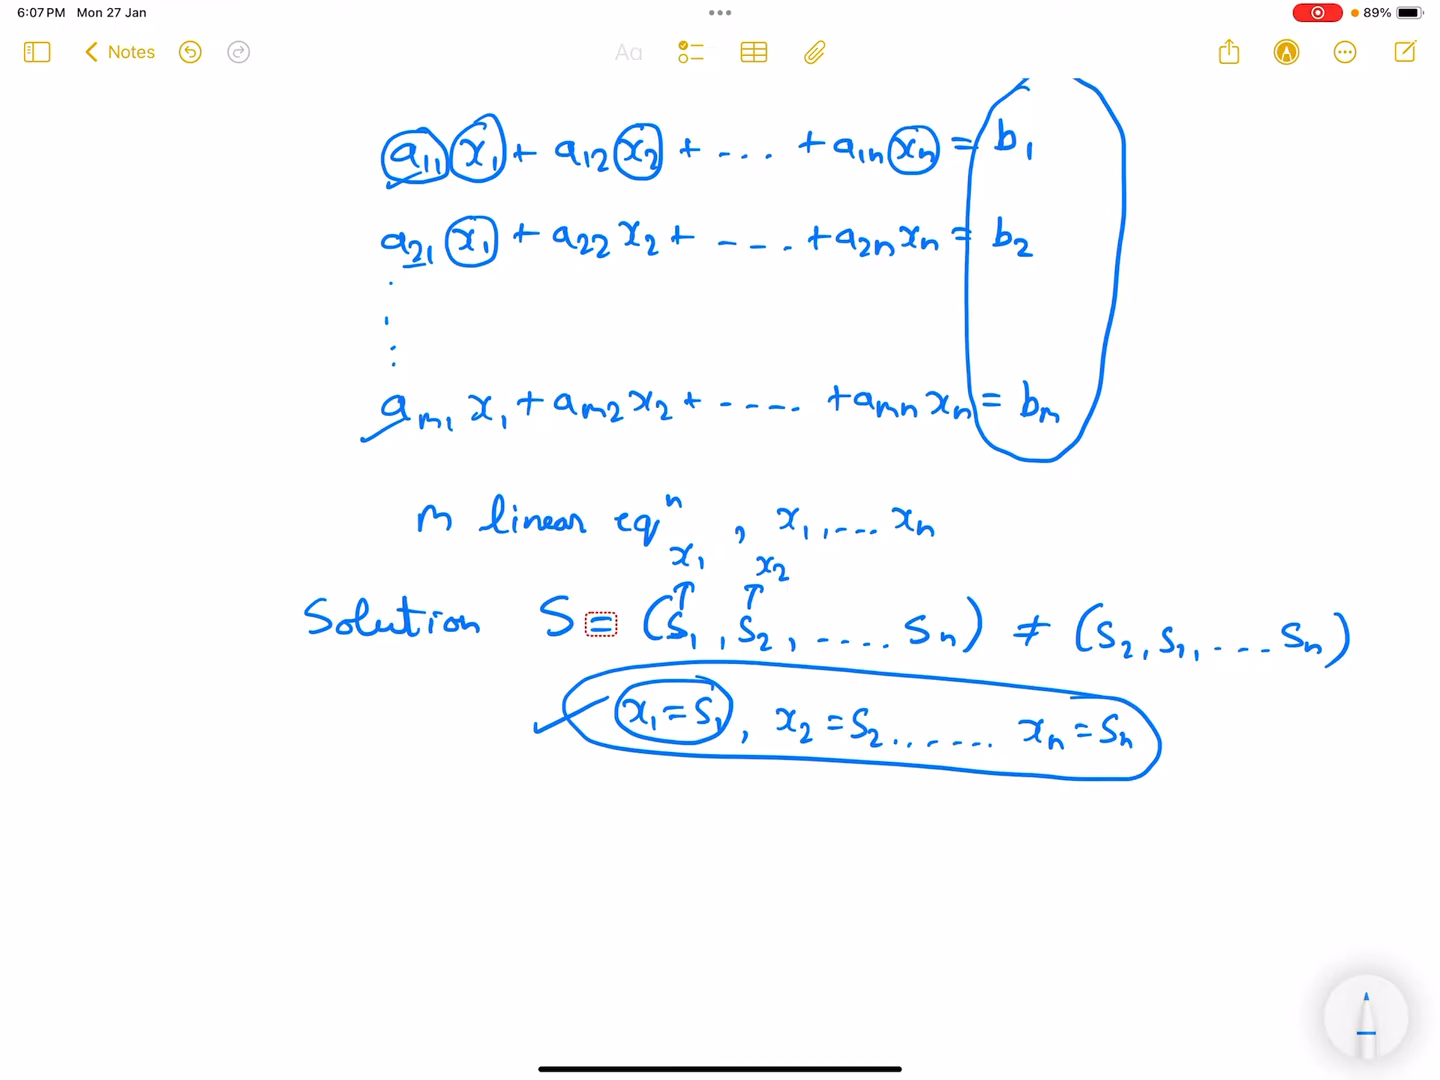 6:07 PM Mon 27 Jan 89%
Notes Aa
a₁₁ x₁ + a₁₂ x₂ + ... + a₁ₙ xₙ = b₁
a₂₁ x₁ + a₂₂ x₂ + ---. + a₂ₙ xₙ = b₂
⋮
aₘ₁ x₁ + aₘ₂ x₂ + ----. + aₘₙ xₙ = bₘ
m linear eqⁿ , x₁,... xₙ
x₁ x₂
↑ ↑
Solution S = (s₁, s₂, .... sₙ) ≠ (s₂, s₁, ... sₙ)
✓ x₁ = s₁, x₂ = s₂ ....... xₙ = sₙ